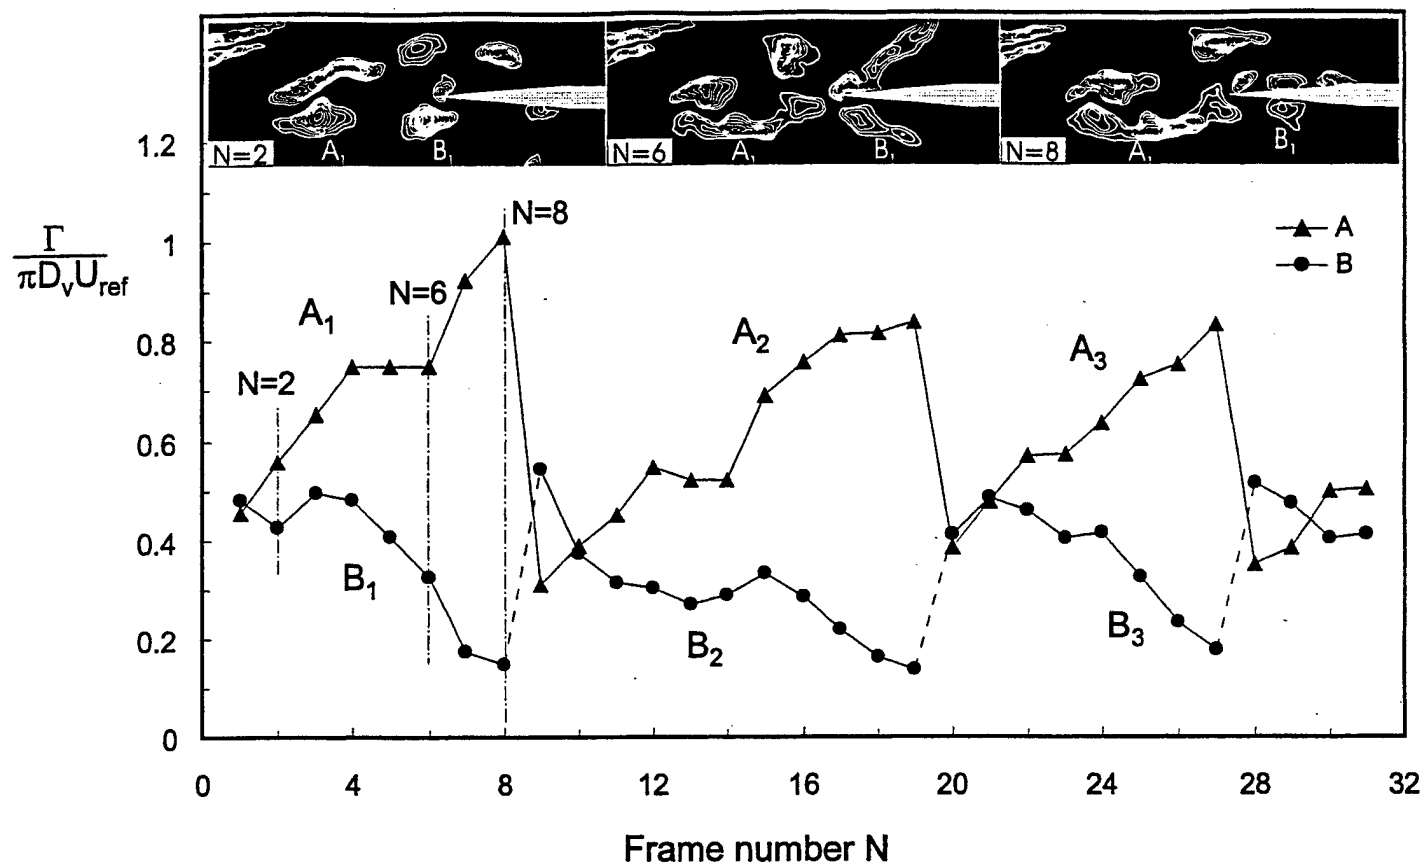 N=2 A₁ B₁ N=6 A₁ B₁ N=8 A₁ B₁
1.2
Γ
πDᵥU_ref
1
N=8
A
B
N=6
A₁
0.8
A₂
A₃
N=2
0.6
0.4
B₁
0.2
B₂
B₃
0
0 4 8 12 16 20 24 28 32
Frame number N